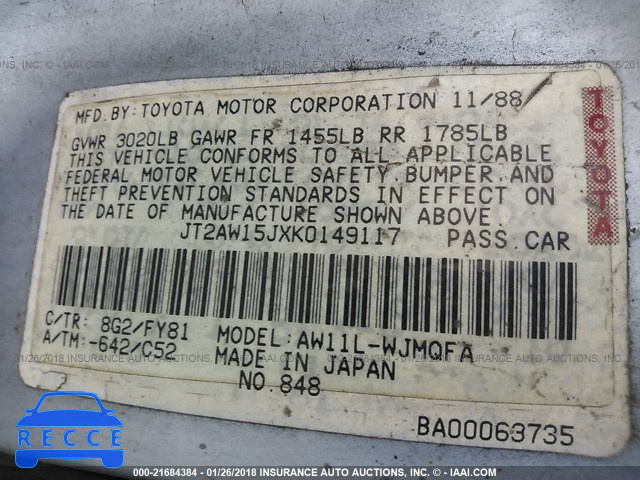 MFD.BY:TOYOTA MOTOR CORPORATION 11/88
GVWR 3020LB GAWR FR 1455LB RR 1785LB
THIS VEHICLE CONFORMS TO ALL APPLICABLE
FEDERAL MOTOR VEHICLE SAFETY,BUMPER,AND
THEFT PREVENTION STANDARDS IN EFFECT ON
THE DATE OF MANUFACTURE SHOWN ABOVE.
JT2AW15JXK0149117 PASS.CAR
TOYOTA
C/TR: 8G2/FY81 MODEL:AW11L-WJMQFA
A/TM:-642/C52 MADE IN JAPAN
NO.848
BA00063735
RECCE
000-21684384 - 01/26/2018 - INSURANCE AUTO AUCTIONS, INC. - © - IAAI.COM